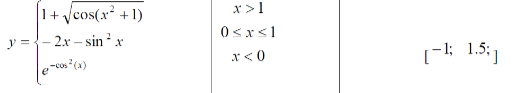 y = { 1 + √cos(x² + 1)    x > 1
− 2x − sin² x    0 ≤ x ≤ 1
e^(−cos²(x))    x < 0
[−1; 1.5;